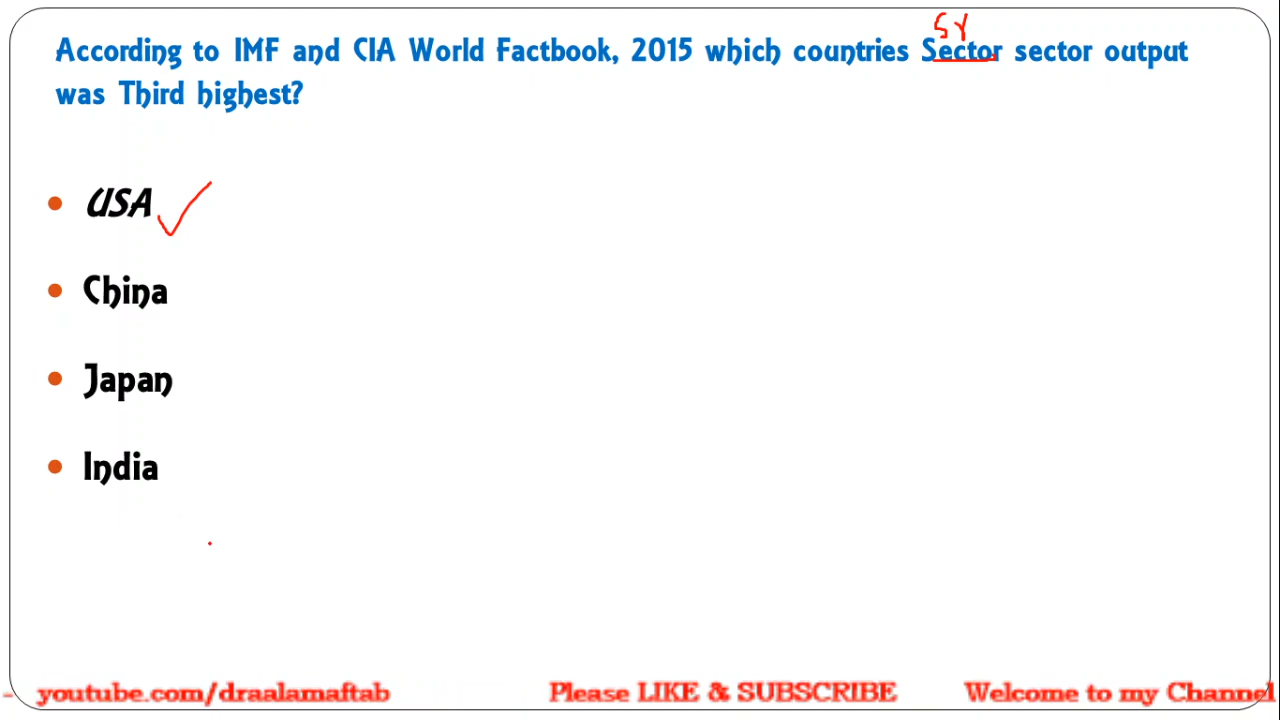 SY
According to IMF and CIA World Factbook, 2015 which countries Sector sector output
was Third highest?
USA
China
Japan
India
- youtube.com/draalamaftab Please LIKE & SUBSCRIBE Welcome to my Channel